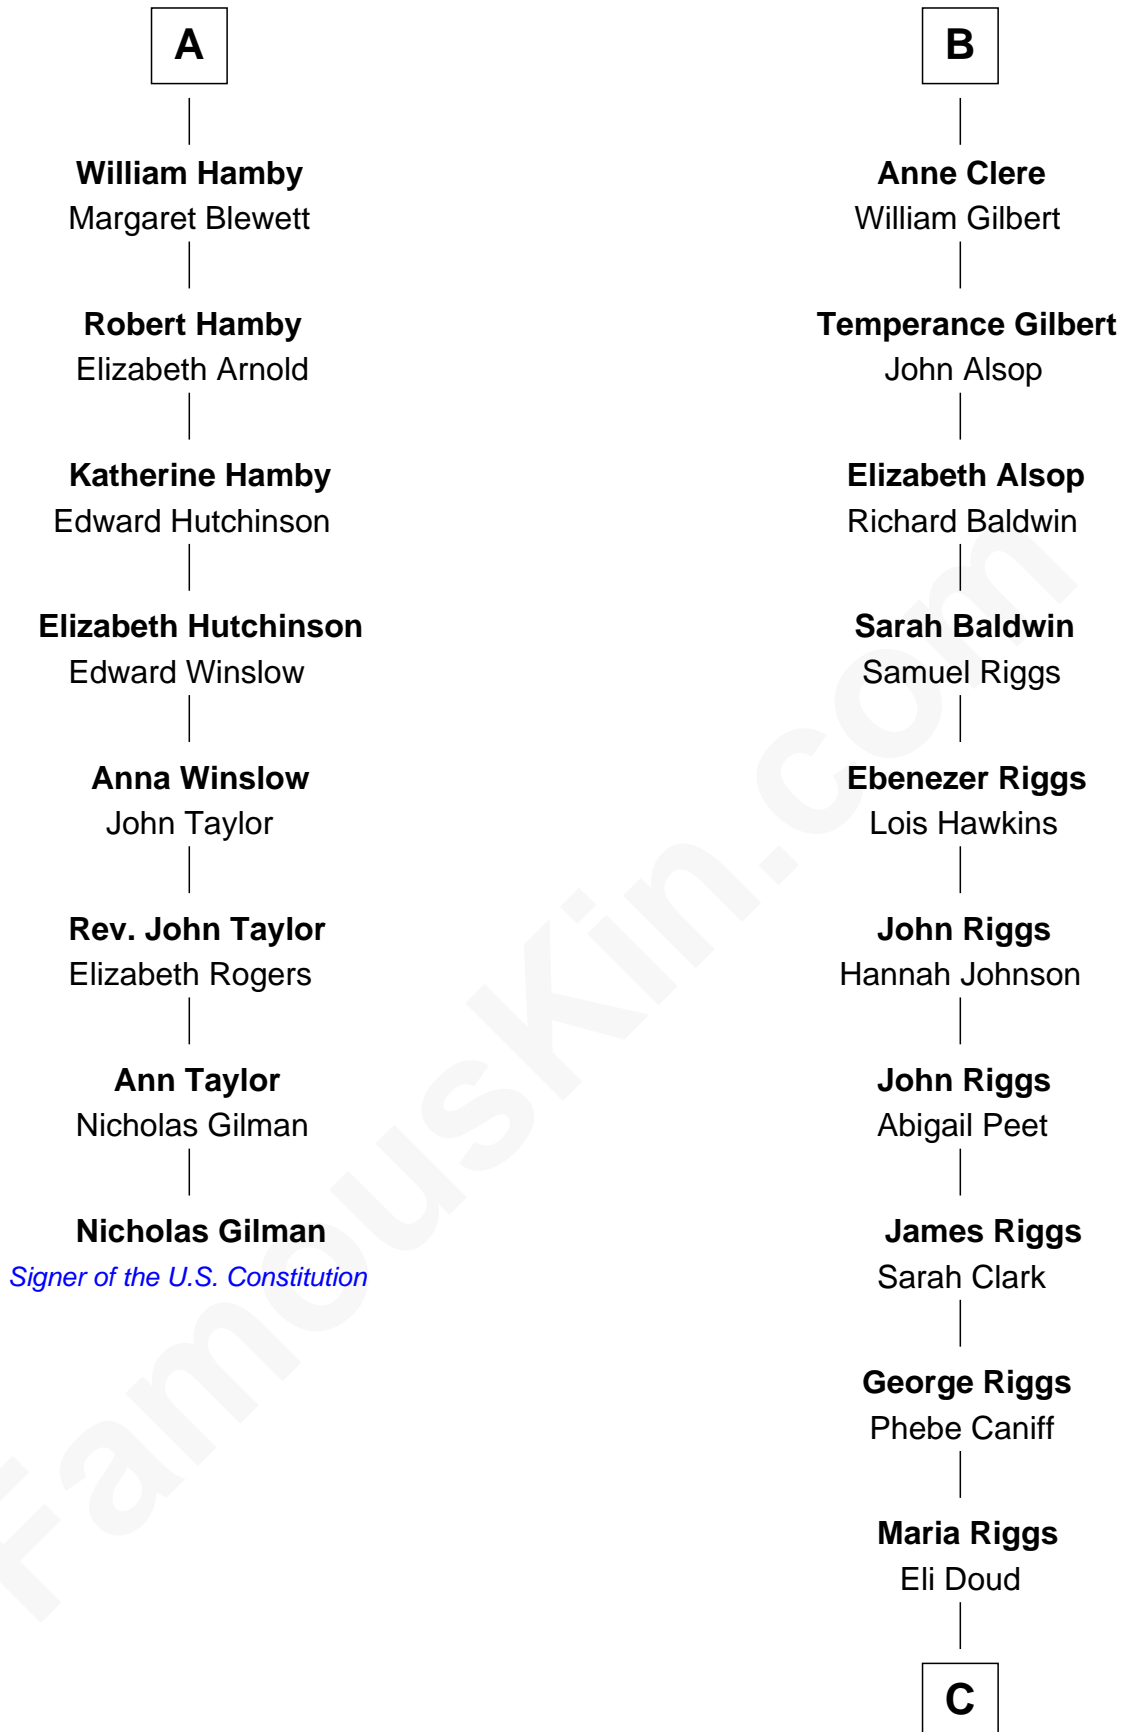 A
William Hamby
Margaret Blewett
Robert Hamby
Elizabeth Arnold
Katherine Hamby
Edward Hutchinson
Elizabeth Hutchinson
Edward Winslow
Anna Winslow
John Taylor
Rev. John Taylor
Elizabeth Rogers
Ann Taylor
Nicholas Gilman
Nicholas Gilman
Signer of the U.S. Constitution
B
Anne Clere
William Gilbert
Temperance Gilbert
John Alsop
Elizabeth Alsop
Richard Baldwin
Sarah Baldwin
Samuel Riggs
Ebenezer Riggs
Lois Hawkins
John Riggs
Hannah Johnson
John Riggs
Abigail Peet
James Riggs
Sarah Clark
George Riggs
Phebe Caniff
Maria Riggs
Eli Doud
C
FamousKin.com